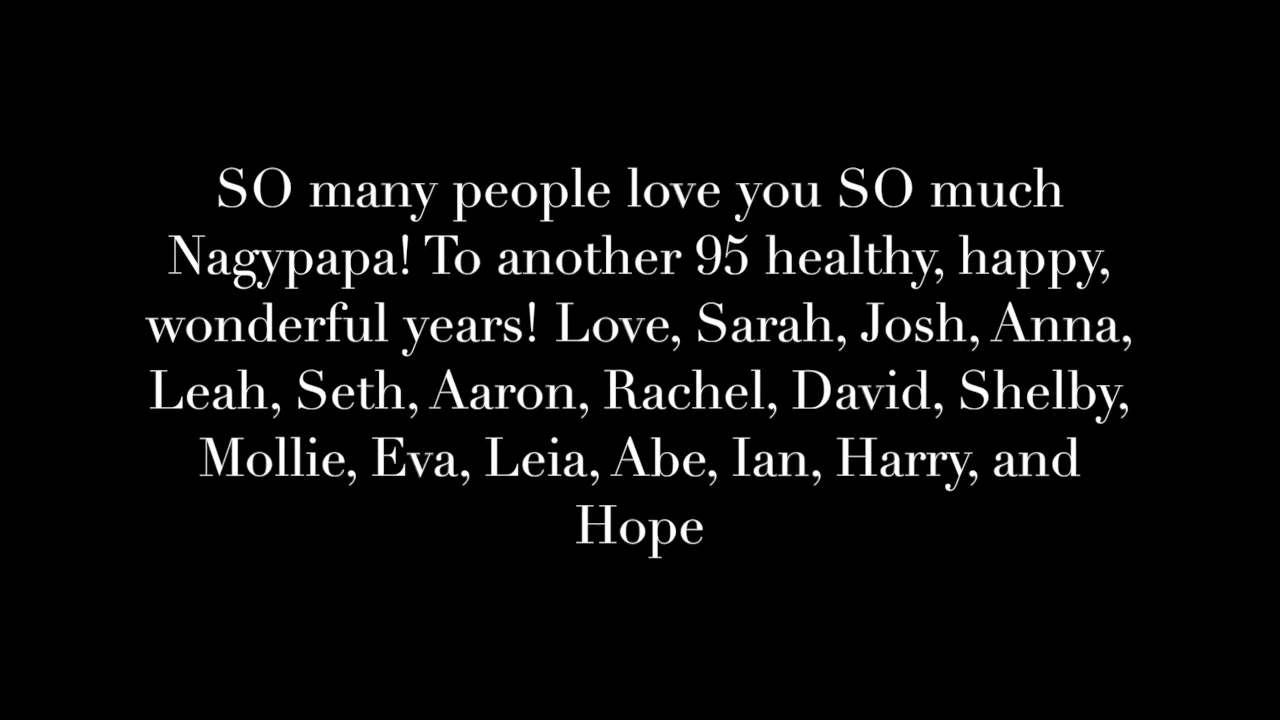 SO many people love you SO much
Nagypapa! To another 95 healthy, happy,
wonderful years! Love, Sarah, Josh, Anna,
Leah, Seth, Aaron, Rachel, David, Shelby,
Mollie, Eva, Leia, Abe, Ian, Harry, and
Hope